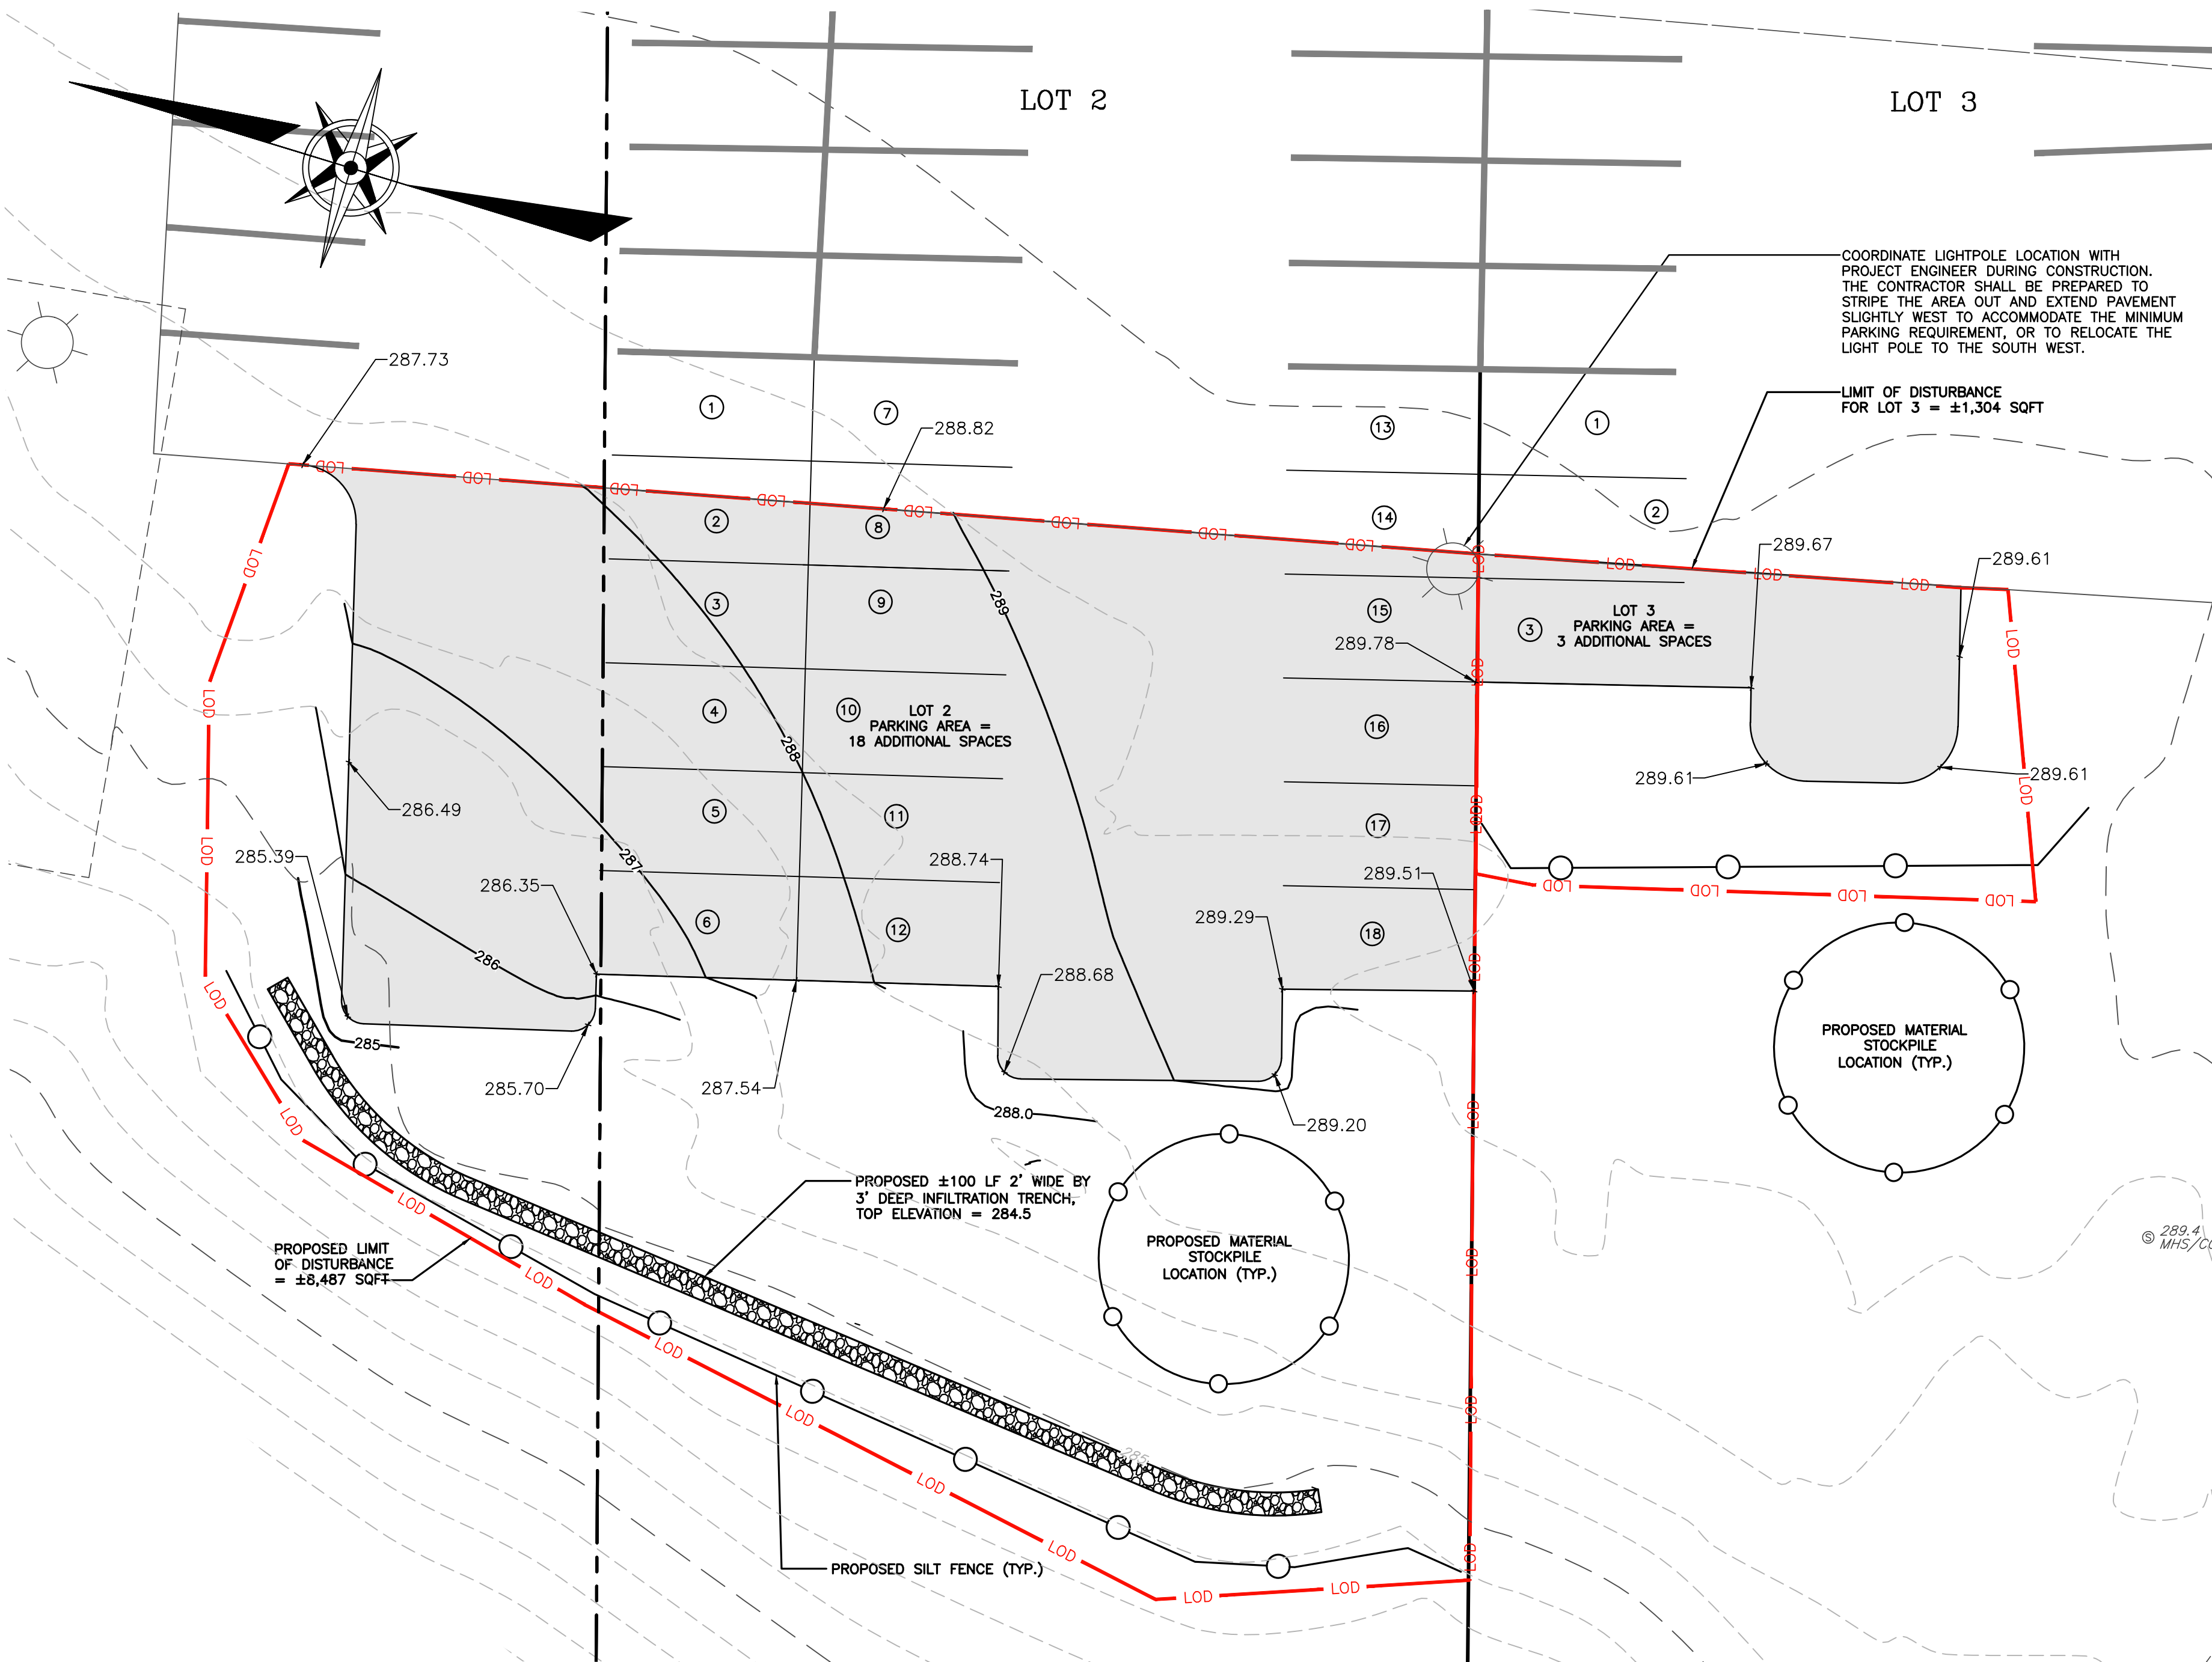 LOT 2
LOT 3
COORDINATE LIGHTPOLE LOCATION WITH
PROJECT ENGINEER DURING CONSTRUCTION.
THE CONTRACTOR SHALL BE PREPARED TO
STRIPE THE AREA OUT AND EXTEND PAVEMENT
SLIGHTLY WEST TO ACCOMMODATE THE MINIMUM
PARKING REQUIREMENT, OR TO RELOCATE THE
LIGHT POLE TO THE SOUTH WEST.
287.73
LIMIT OF DISTURBANCE
FOR LOT 3 = ±1,304 SQFT
1
7
288.82
13
1
LOD
LOD
LOD
LOD
LOD
LOD
LOD
LOD
LOD
LOD
LOD
LOD
2
8
14
2
289.67
289.61
LOD
LOD
3
9
289
15
289.78
3
LOT 3
PARKING AREA =
3 ADDITIONAL SPACES
LOD
LOD
LOD
4
10
LOT 2
PARKING AREA =
18 ADDITIONAL SPACES
288
16
289.61
289.61
LOD
286.49
5
11
17
LOD
LOD
285.39
287
288.74
289.51
286.35
LOD
LOD
LOD
LOD
6
12
289.29
18
286
288.68
LOD
LOD
285
285.70
287.54
288.0
289.20
LOD
LOD
PROPOSED MATERIAL
STOCKPILE
LOCATION (TYP.)
PROPOSED ±100 LF 2' WIDE BY
3' DEEP INFILTRATION TRENCH,
TOP ELEVATION = 284.5
LOD
PROPOSED LIMIT
OF DISTURBANCE
= ±8,487 SQFT
PROPOSED MATERIAL
STOCKPILE
LOCATION (TYP.)
289.4
LOD
LOD
LOD
LOD
LOD
285
LOD
LOD
PROPOSED SILT FENCE (TYP.)
LOD
LOD
LOD